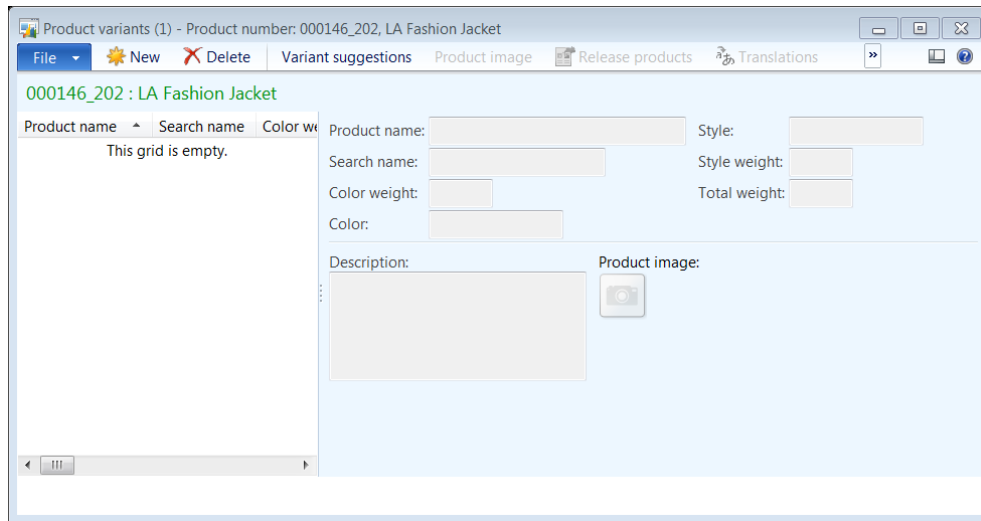 Product variants (1) - Product number: 000146_202, LA Fashion Jacket
File New Delete Variant suggestions Product image Release products Translations »
000146_202 : LA Fashion Jacket
Product name Search name Color we
This grid is empty.
Product name:
Search name:
Color weight:
Color:
Style:
Style weight:
Total weight:
Description:
Product image: